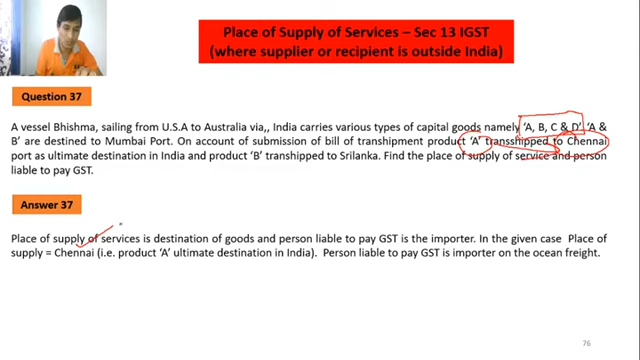 Place of Supply of Services – Sec 13 IGST
(where supplier or recipient is outside India)
Question 37
A vessel Bhishma, sailing from U.S.A to Australia via,, India carries various types of capital goods namely ‘A, B, C & D’. ‘A &
B’ are destined to Mumbai Port. On account of submission of bill of transhipment product ‘A’ transshipped to Chennai
port as ultimate destination in India and product ‘B’ transhipped to Srilanka. Find the place of supply of service and person
liable to pay GST.
Answer 37
Place of supply of services is destination of goods and person liable to pay GST is the importer. In the given case Place of
supply = Chennai (i.e. product ‘A’ ultimate destination in India). Person liable to pay GST is importer on the ocean freight.
76